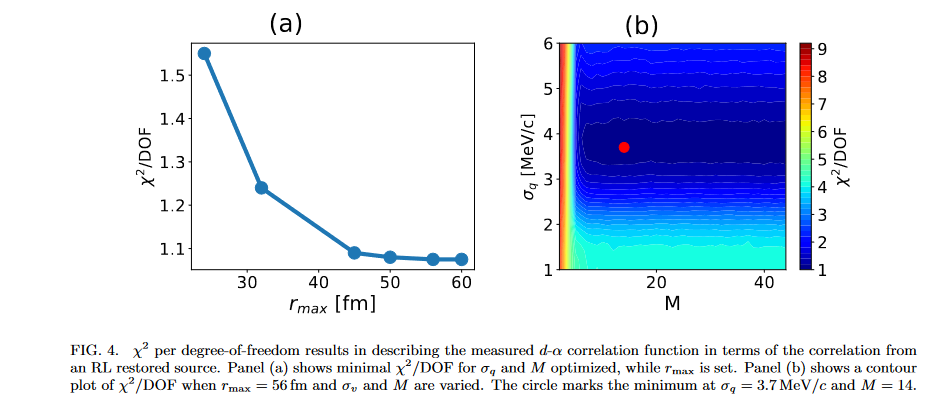 (a)
1.5
1.4
1.3
1.2
1.1
χ²/DOF
30 40 50 60
r_max [fm]
(b)
6
5
4
3
2
1
σ_q [MeV/c]
20 40
M
9
8
7
6
5
4
3
2
1
χ²/DOF
FIG. 4. χ² per degree-of-freedom results in describing the measured d-α correlation function in terms of the correlation from
an RL restored source. Panel (a) shows minimal χ²/DOF for σ_q and M optimized, while r_max is set. Panel (b) shows a contour
plot of χ²/DOF when r_max = 56 fm and σ_v and M are varied. The circle marks the minimum at σ_q = 3.7 MeV/c and M = 14.